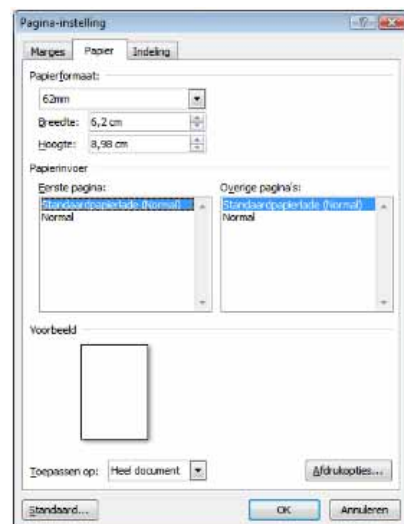 Pagina-instelling
Marges Papier Indeling
Papierformaat:
62mm
Breedte: 6,2 cm
Hoogte: 8,98 cm
Papierinvoer
Eerste pagina: Overige pagina's:
Standaardpapierlade (Normal) Standaardpapierlade (Normal)
Normal Normal
Voorbeeld
Toepassen op: Heel document Afdrukopties...
Standaard... OK Annuleren